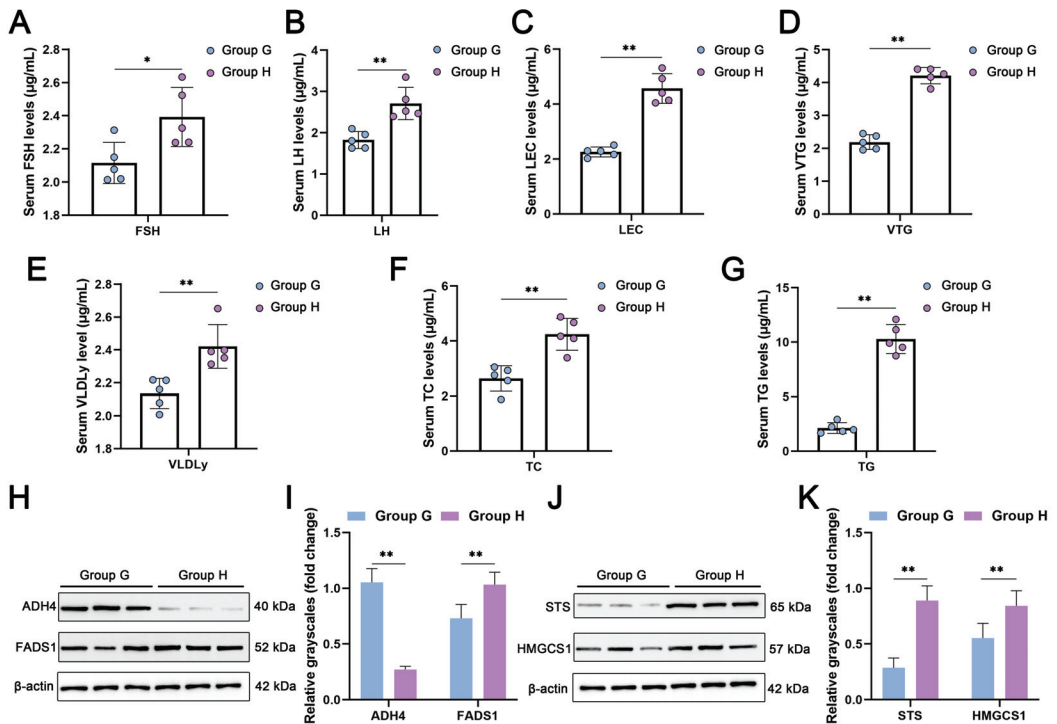 A
Serum FSH levels (μg/mL)
2.8
2.6
2.4
2.2
2.0
1.8
*
Group G
Group H
FSH
B
Serum LH levels (μg/mL)
4
3
2
1
0
**
Group G
Group H
LH
C
Serum LEC levels (μg/mL)
6
4
2
0
**
Group G
Group H
LEC
D
Serum VTG levels (μg/mL)
5
4
3
2
1
0
**
Group G
Group H
VTG
E
Serum VLDLy level (μg/mL)
2.8
2.6
2.4
2.2
2.0
1.8
**
Group G
Group H
VLDLy
F
Serum TC levels (μg/mL)
6
4
2
0
**
Group G
Group H
TC
G
Serum TG levels (μg/mL)
15
10
5
0
**
Group G
Group H
TG
H
Group G Group H
ADH4 40 kDa
FADS1 52 kDa
β-actin 42 kDa
I
Group G Group H
Relative grayscales (fold change)
1.5
1.0
0.5
0.0
** **
ADH4 FADS1
J
Group G Group H
STS 65 kDa
HMGCS1 57 kDa
β-actin 42 kDa
K
Group G Group H
Relative grayscales (fold change)
1.5
1.0
0.5
0.0
** **
STS HMGCS1